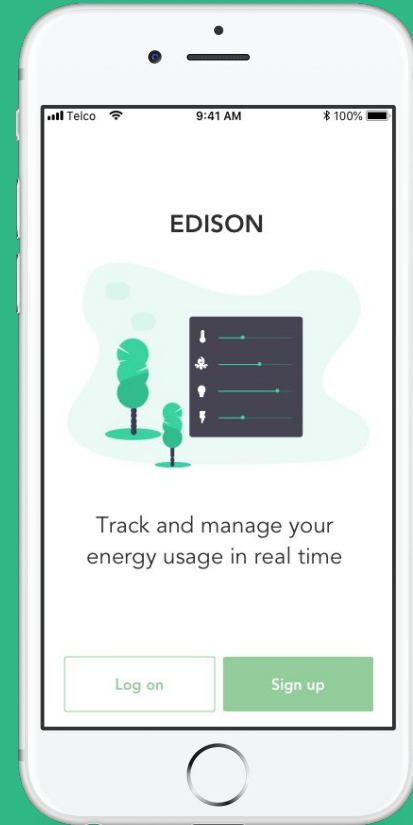 Telco 9:41 AM 100%
EDISON
Track and manage your
energy usage in real time
Log on Sign up